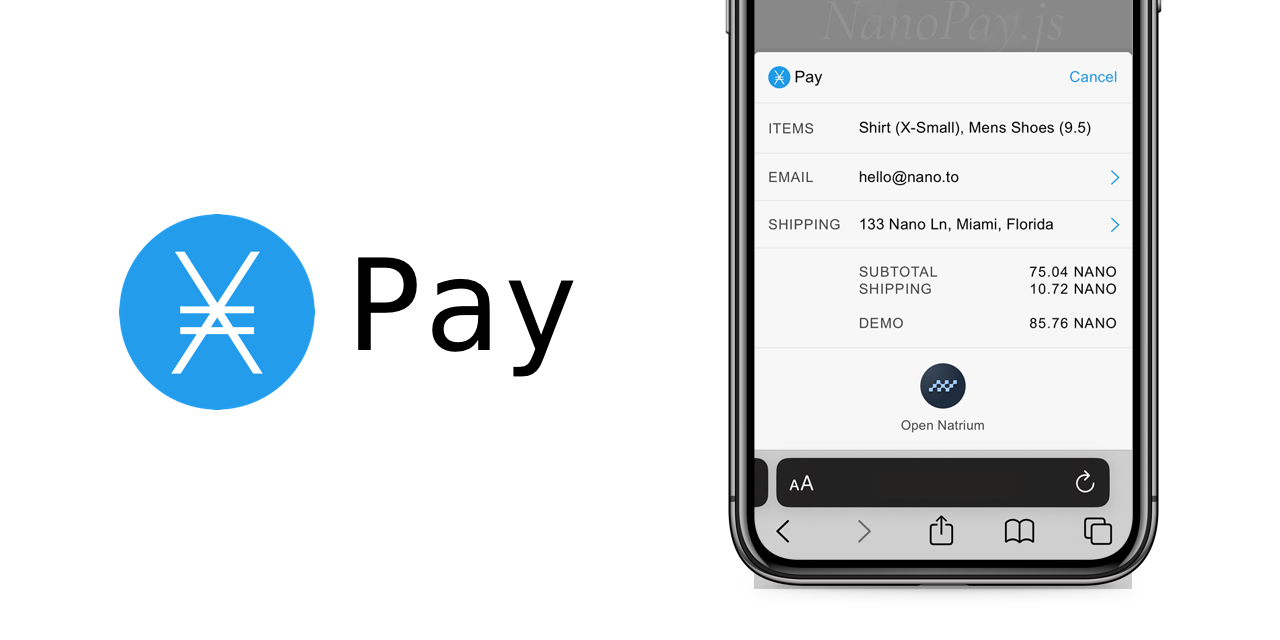 Pay
NanoPay.js
Pay Cancel
ITEMS Shirt (X-Small), Mens Shoes (9.5)
EMAIL hello@nano.to
SHIPPING 133 Nano Ln, Miami, Florida
SUBTOTAL 75.04 NANO
SHIPPING 10.72 NANO
DEMO 85.76 NANO
Open Natrium
AA